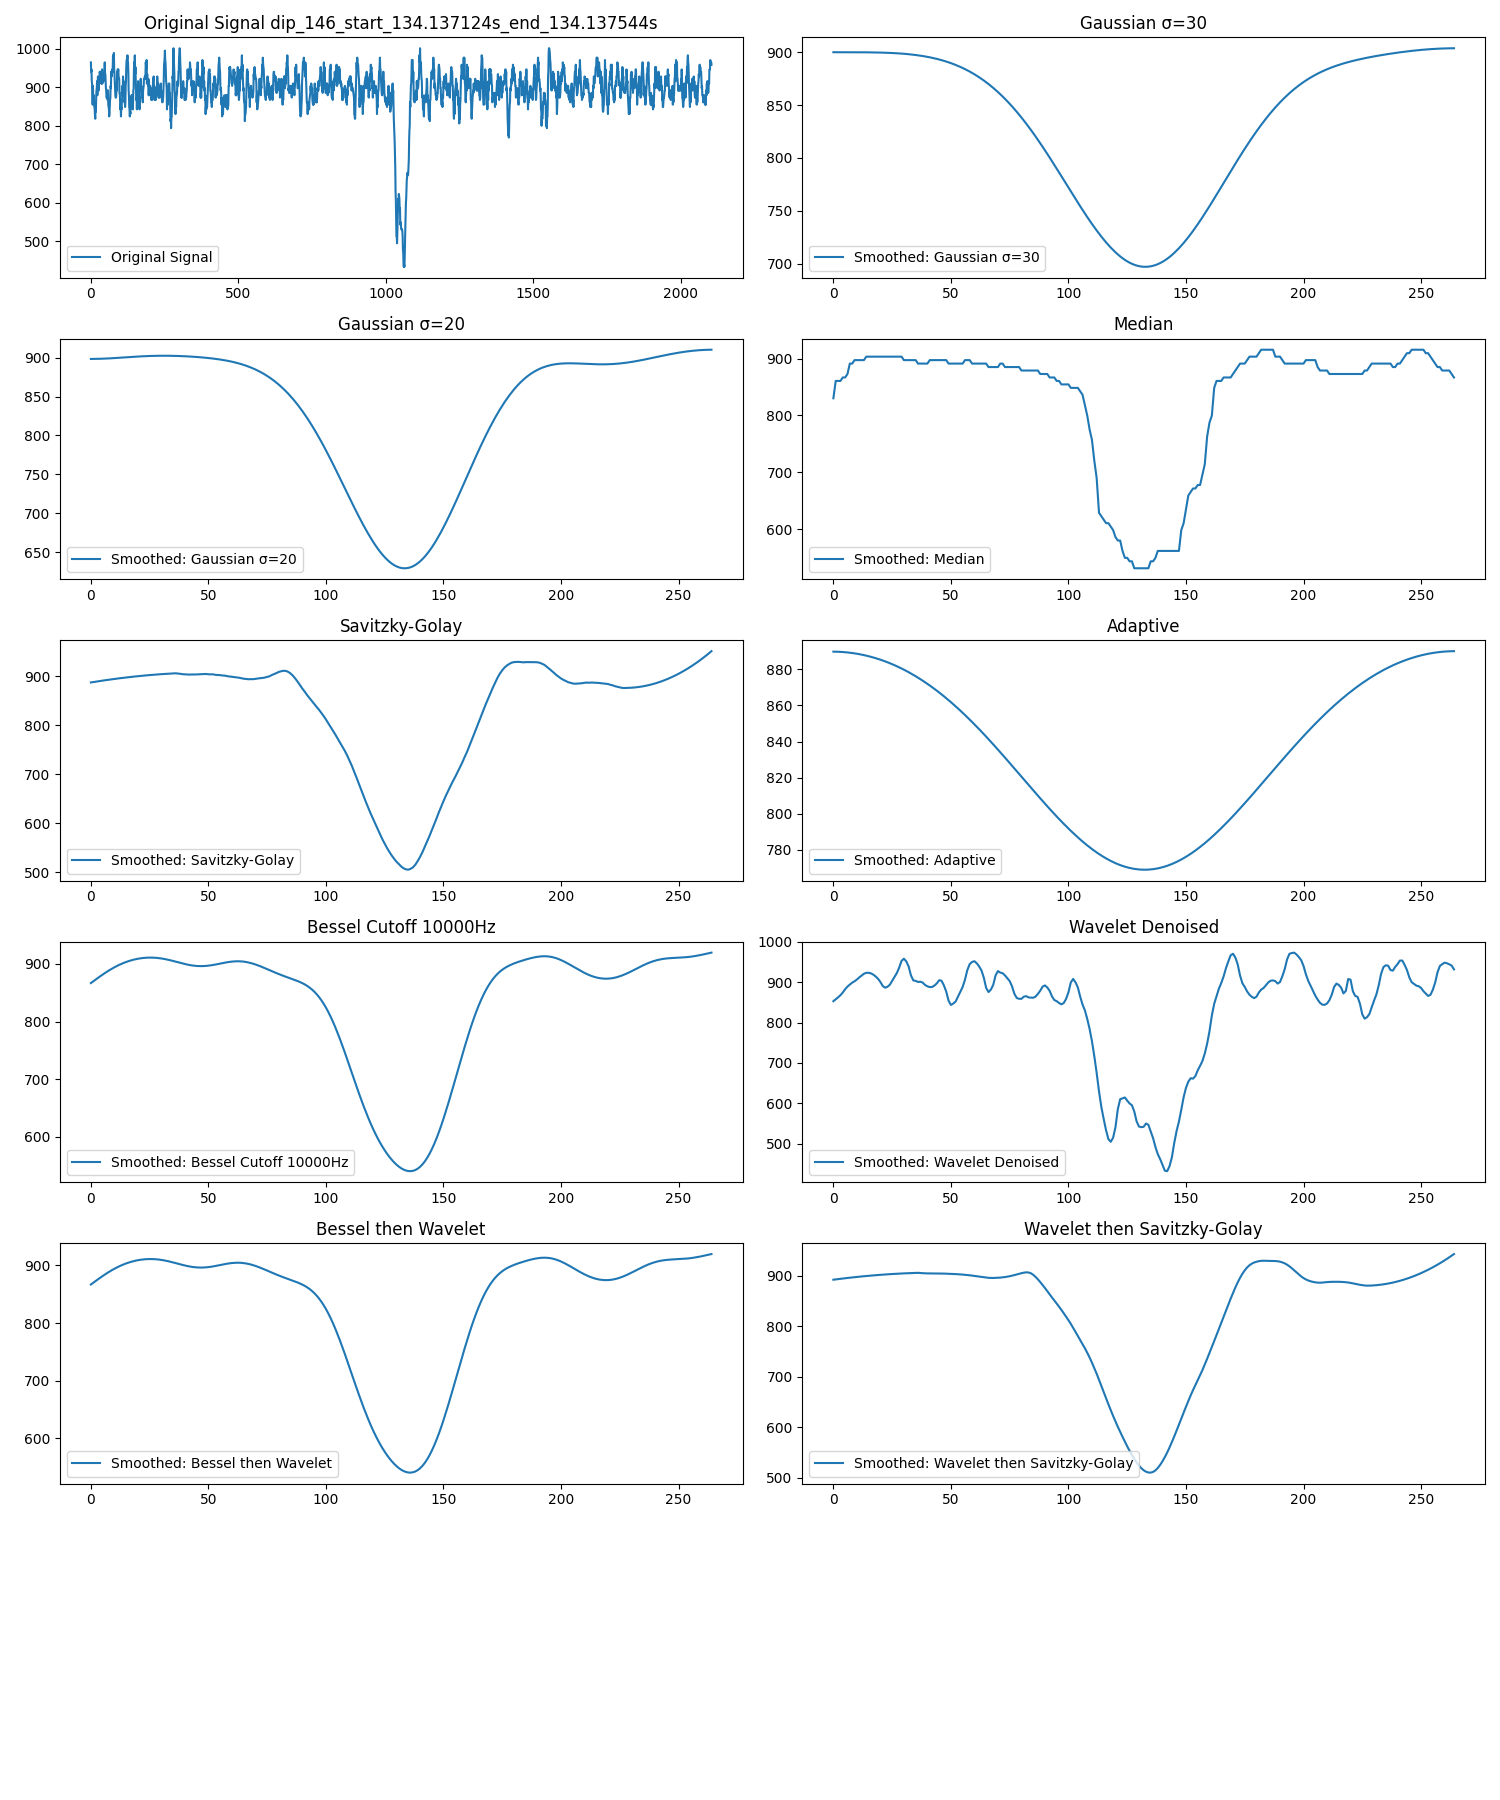 Original Signal dip_146_start_134.137124s_end_134.137544s
1000
900
800
700
600
500
Original Signal
0 500 1000 1500 2000
Gaussian σ=30
900
850
800
750
700
Smoothed: Gaussian σ=30
0 50 100 150 200 250
Gaussian σ=20
900
850
800
750
700
650
Smoothed: Gaussian σ=20
0 50 100 150 200 250
Median
900
800
700
600
Smoothed: Median
0 50 100 150 200 250
Savitzky-Golay
900
800
700
600
500
Smoothed: Savitzky-Golay
0 50 100 150 200 250
Adaptive
880
860
840
820
800
780
Smoothed: Adaptive
0 50 100 150 200 250
Bessel Cutoff 10000Hz
900
800
700
600
Smoothed: Bessel Cutoff 10000Hz
0 50 100 150 200 250
Wavelet Denoised
1000
900
800
700
600
500
Smoothed: Wavelet Denoised
0 50 100 150 200 250
Bessel then Wavelet
900
800
700
600
Smoothed: Bessel then Wavelet
0 50 100 150 200 250
Wavelet then Savitzky-Golay
900
800
700
600
500
Smoothed: Wavelet then Savitzky-Golay
0 50 100 150 200 250